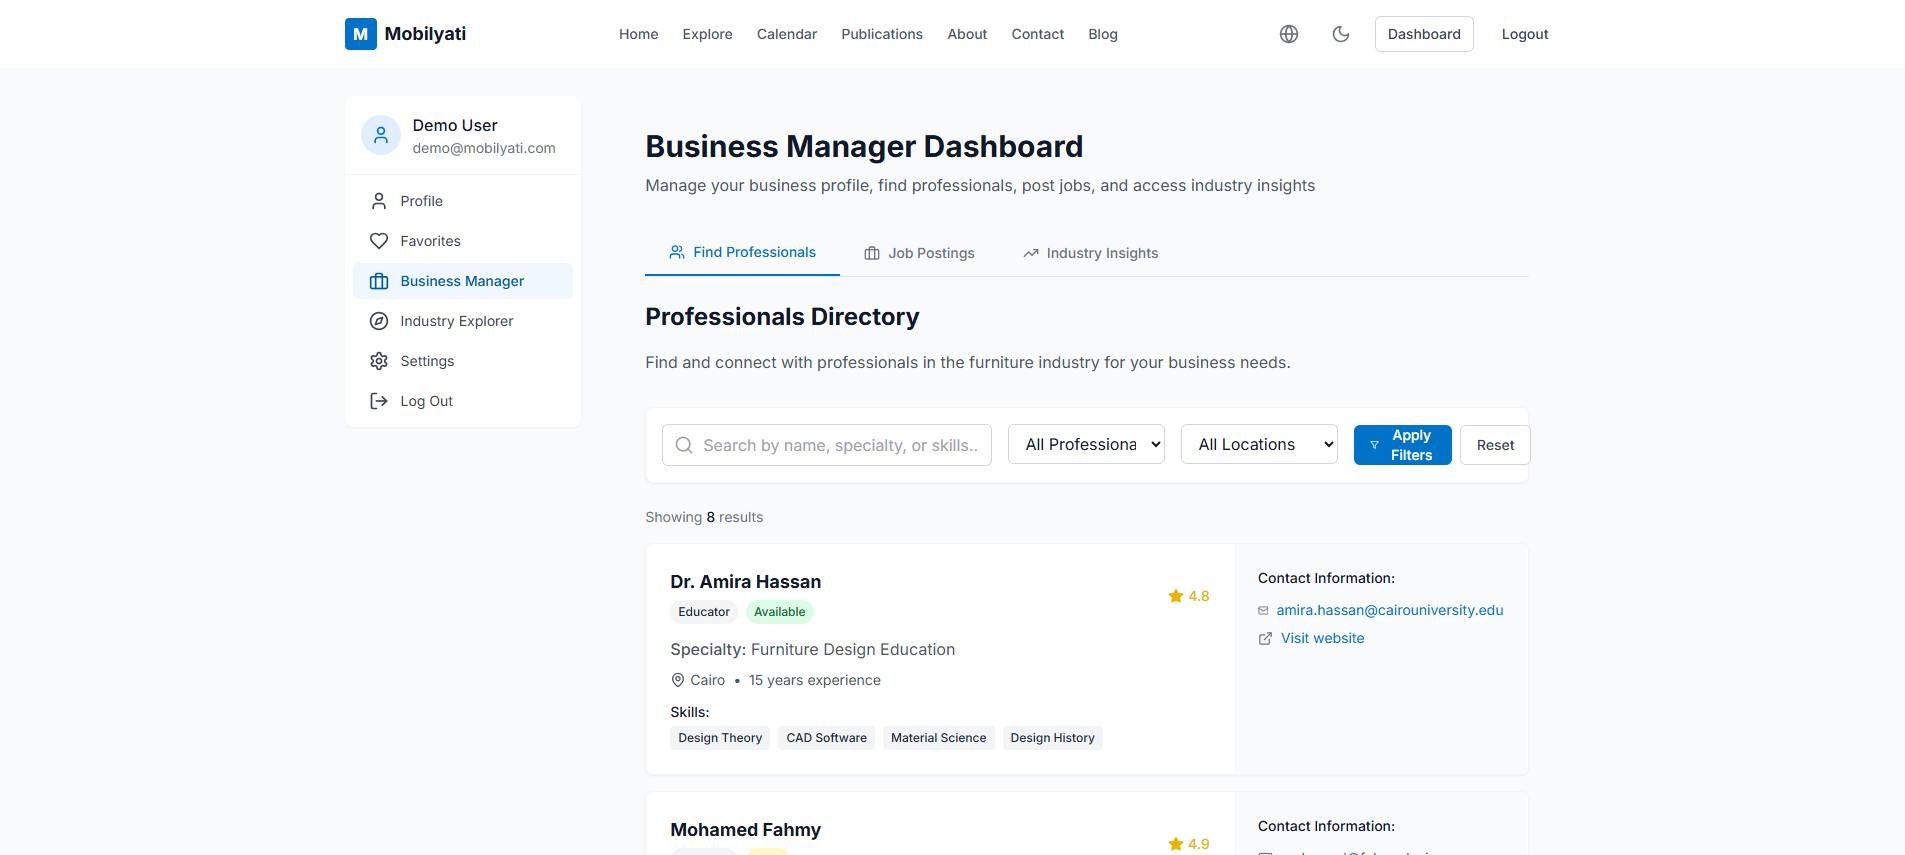 M Mobilyati
Home Explore Calendar Publications About Contact Blog
Dashboard Logout
Demo User
demo@mobilyati.com
Profile
Favorites
Business Manager
Industry Explorer
Settings
Log Out
Business Manager Dashboard
Manage your business profile, find professionals, post jobs, and access industry insights
Find Professionals Job Postings Industry Insights
Professionals Directory
Find and connect with professionals in the furniture industry for your business needs.
Search by name, specialty, or skills.. All Professiona All Locations Apply Filters Reset
Showing 8 results
Dr. Amira Hassan
4.8
Educator Available
Specialty: Furniture Design Education
Cairo • 15 years experience
Skills:
Design Theory CAD Software Material Science Design History
Contact Information:
amira.hassan@cairouniversity.edu
Visit website
Mohamed Fahmy
4.9
Contact Information: